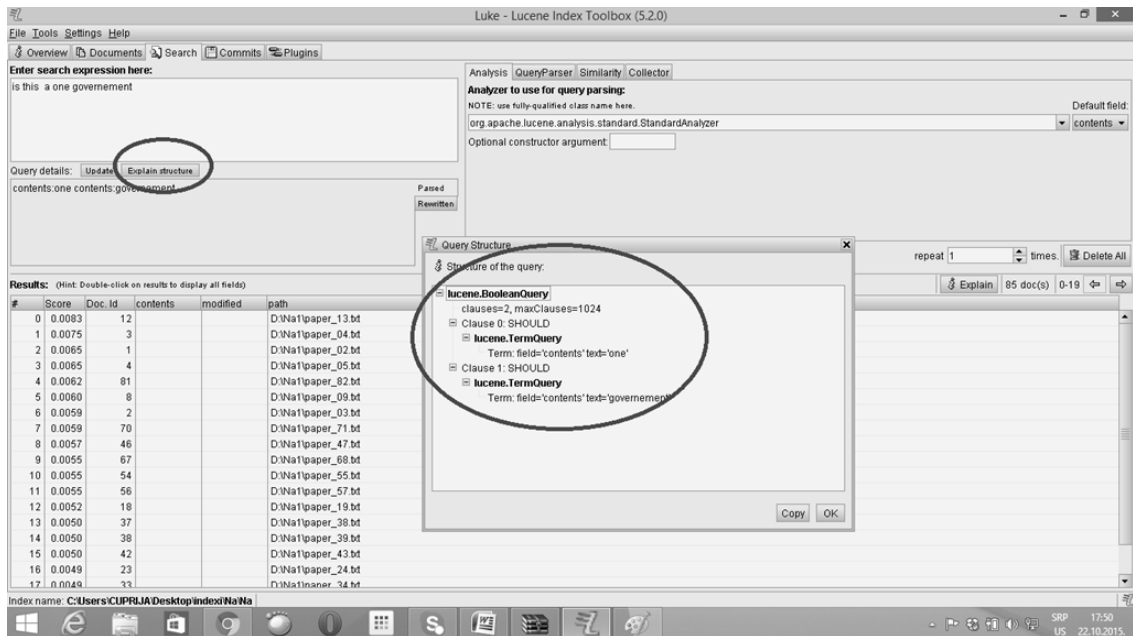 Luke - Lucene Index Toolbox (5.2.0)
File Tools Settings Help
Overview Documents Search Commits Plugins
Enter search expression here:
is this a one governement
Query details: Update Explain structure
contents:one contents:governement
Parsed
Rewritten
Analysis QueryParser Similarity Collector
Analyzer to use for query parsing:
NOTE: use fully-qualified class name here.
Default field:
org.apache.lucene.analysis.standard.StandardAnalyzer
contents
Optional constructor argument:
repeat 1 times. Delete All
Results: (Hint: Double-click on results to display all fields)
Explain 85 doc(s) 0-19
# Score Doc. Id contents modified path
0 0.0083 12 D:\Na1\paper_13.txt
1 0.0075 3 D:\Na1\paper_04.txt
2 0.0065 1 D:\Na1\paper_02.txt
3 0.0065 4 D:\Na1\paper_05.txt
4 0.0062 81 D:\Na1\paper_82.txt
5 0.0060 8 D:\Na1\paper_09.txt
6 0.0059 2 D:\Na1\paper_03.txt
7 0.0059 70 D:\Na1\paper_71.txt
8 0.0057 46 D:\Na1\paper_47.txt
9 0.0055 67 D:\Na1\paper_68.txt
10 0.0055 54 D:\Na1\paper_55.txt
11 0.0055 56 D:\Na1\paper_57.txt
12 0.0052 18 D:\Na1\paper_19.txt
13 0.0050 37 D:\Na1\paper_38.txt
14 0.0050 38 D:\Na1\paper_39.txt
15 0.0050 42 D:\Na1\paper_43.txt
16 0.0049 23 D:\Na1\paper_24.txt
17 0.0049 33 D:\Na1\paper_34.txt
Query Structure
Structure of the query:
lucene.BooleanQuery
clauses=2, maxClauses=1024
Clause 0: SHOULD
lucene.TermQuery
Term: field='contents' text='one'
Clause 1: SHOULD
lucene.TermQuery
Term: field='contents' text='governement'
Copy OK
Index name: C:\Users\CUPRIJA\Desktop\indexi\Na\Na
SRP 17:50
US 22.10.2015.